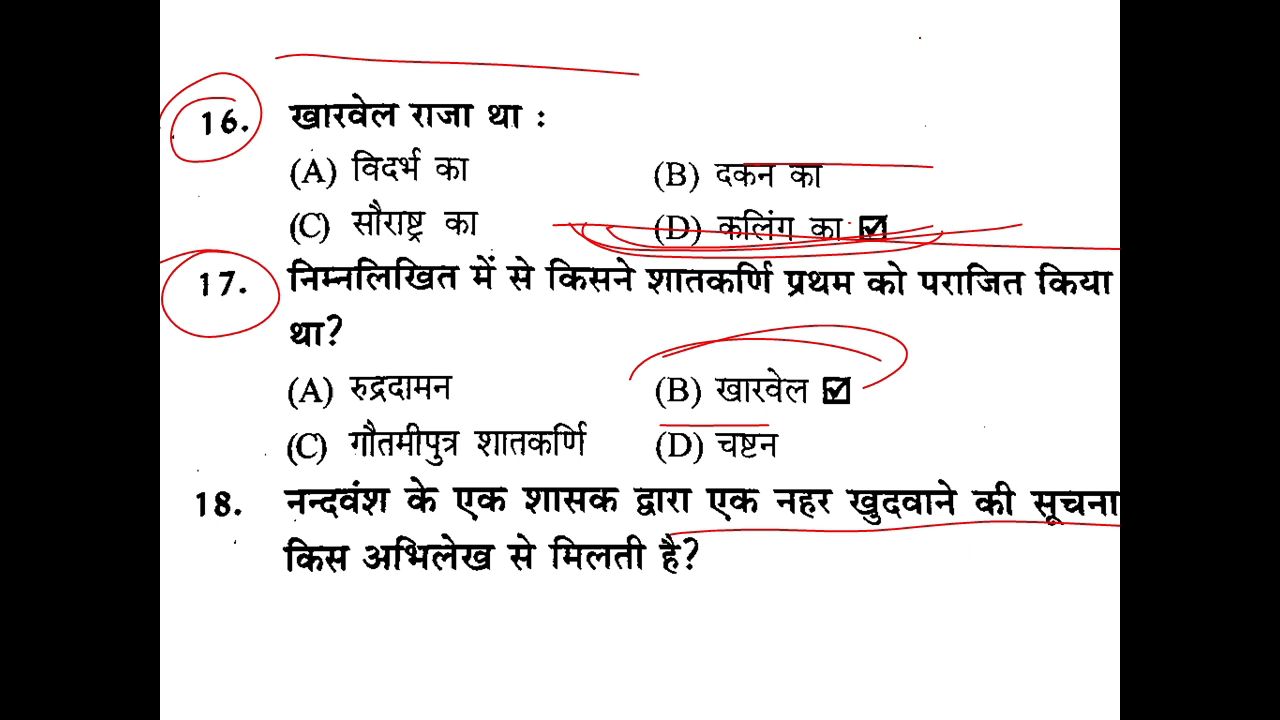 16. खारवेल राजा था :
(A) विदर्भ का (B) दकन का
(C) सौराष्ट्र का (D) कलिंग का ☑
17. निम्नलिखित में से किसने शातकर्णि प्रथम को पराजित किया
था?
(A) रुद्रदामन (B) खारवेल ☑
(C) गौतमीपुत्र शातकर्णि (D) चष्टन
18. नन्दवंश के एक शासक द्वारा एक नहर खुदवाने की सूचना
किस अभिलेख से मिलती है?